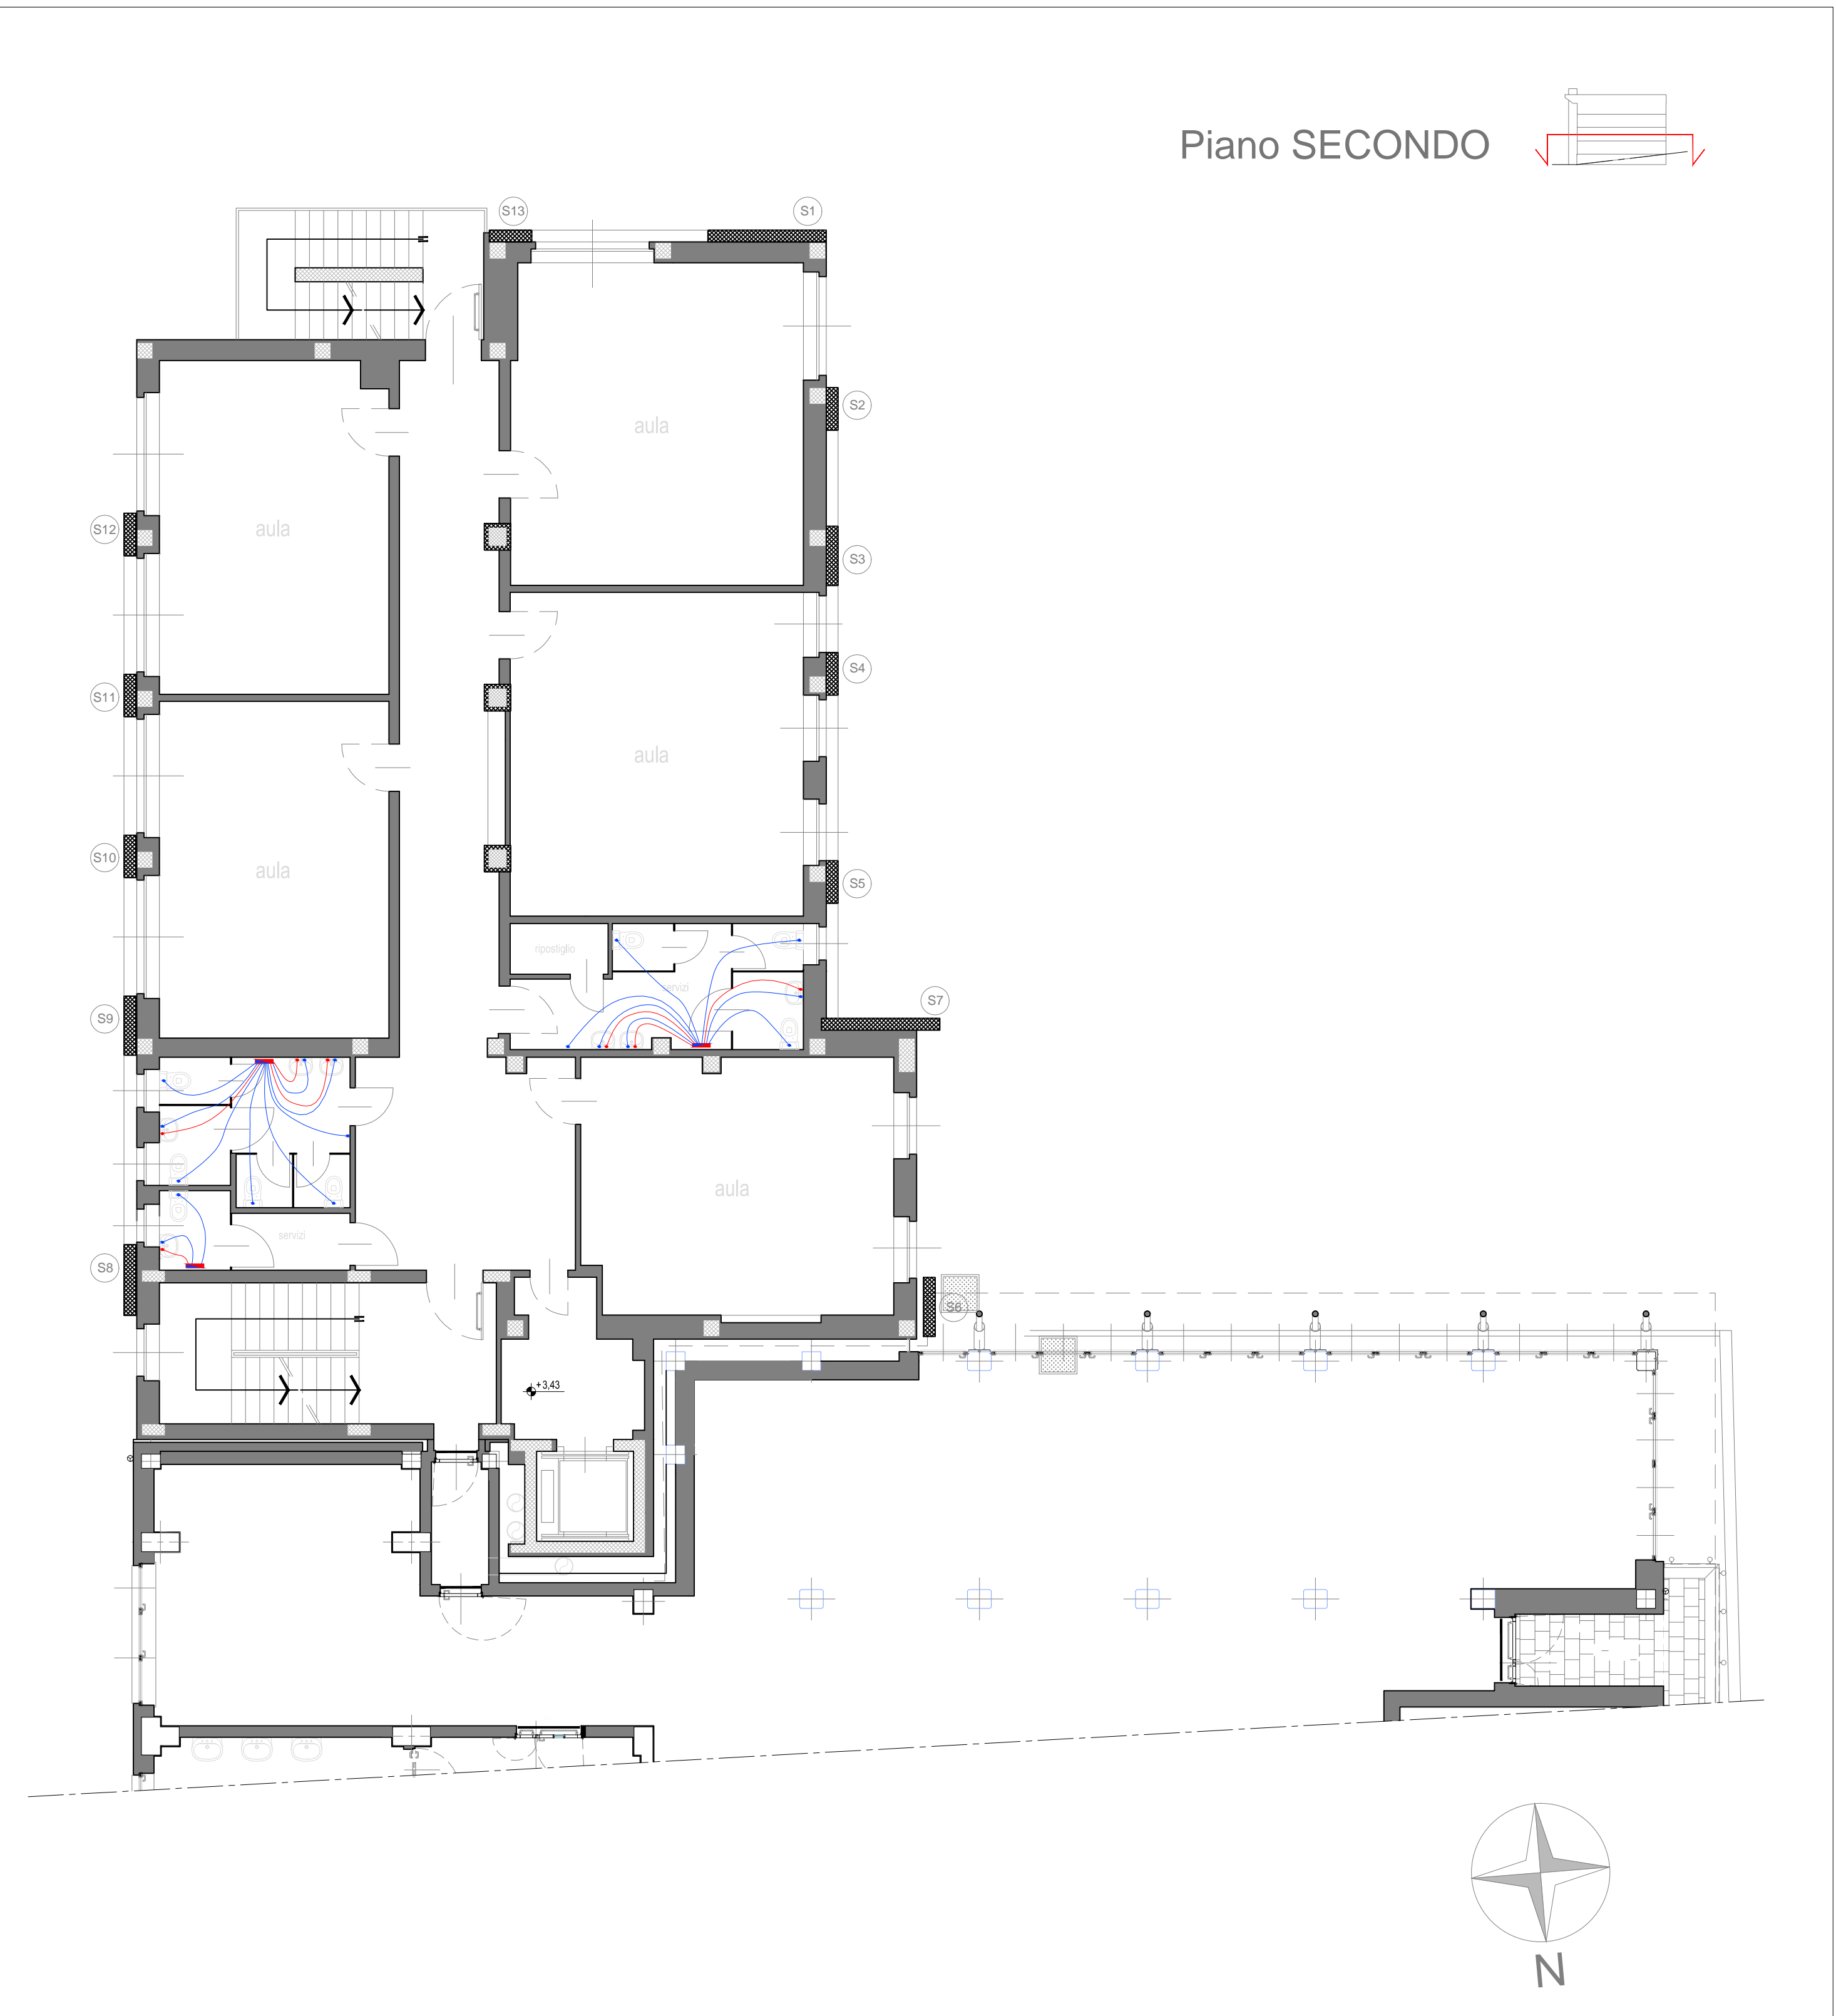 Piano SECONDO
S13
S1
S2
aula
S12
aula
S3
S4
S11
aula
S10
aula
S5
ripostiglio
servizi
S7
S9
aula
servizi
S8
S6
+3,43
N